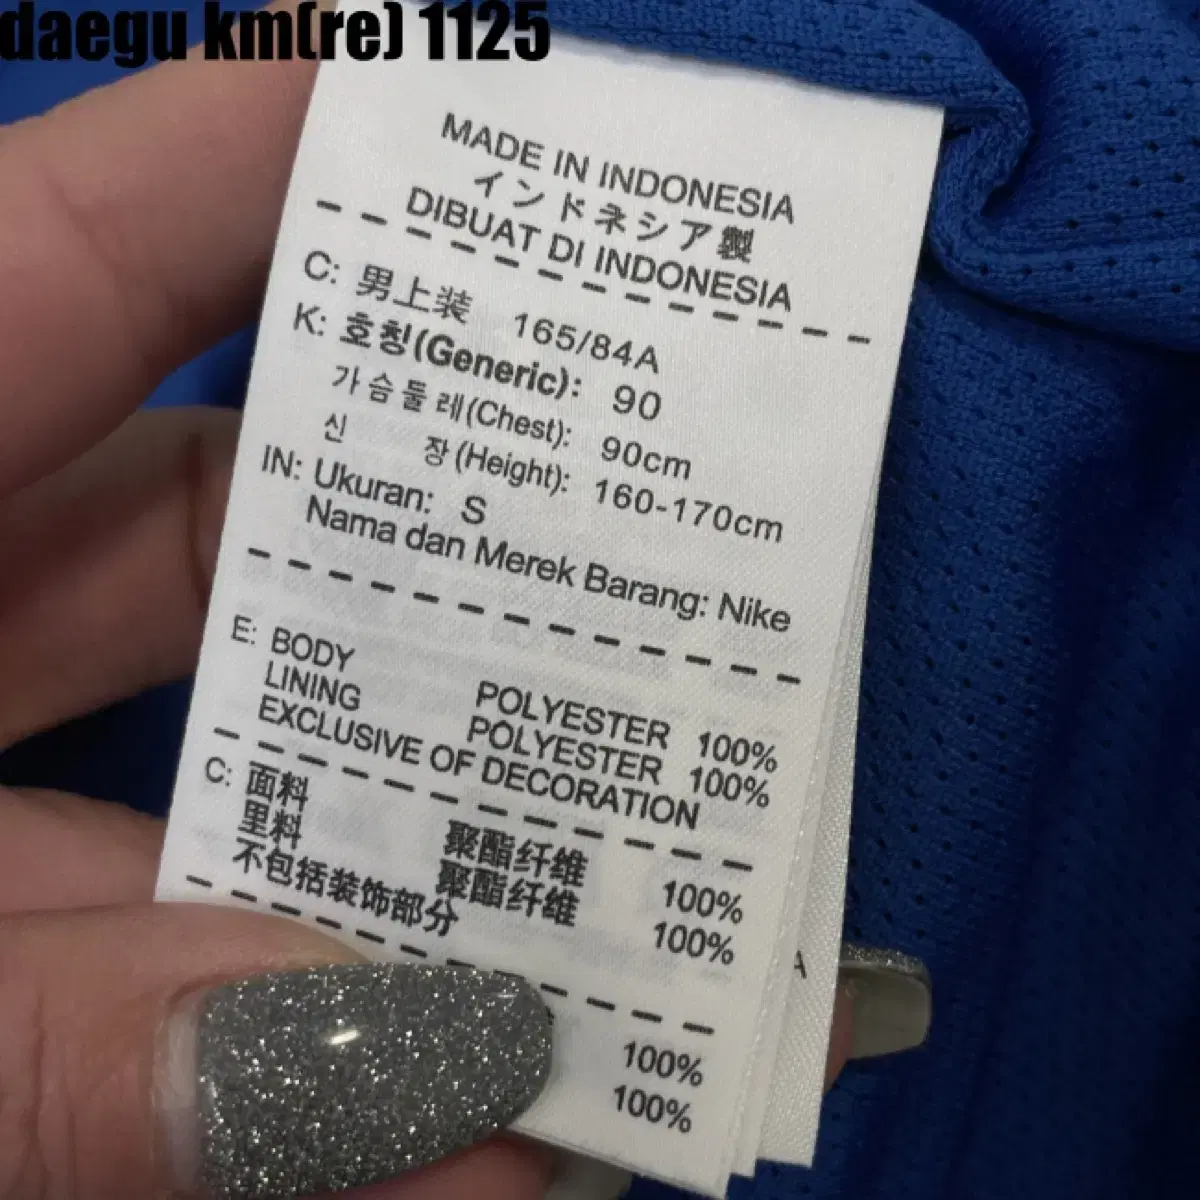 daegu km(re) 1125
MADE IN INDONESIA
インドネシア製
DIBUAT DI INDONESIA
C: 男上装 165/84A
K: 호칭(Generic): 90
가슴둘레(Chest): 90cm
신 장(Height): 160-170cm
IN: Ukuran: S
Nama dan Merek Barang: Nike
E: BODY POLYESTER 100%
LINING POLYESTER 100%
EXCLUSIVE OF DECORATION
C: 面料 聚酯纤维 100%
里料 聚酯纤维 100%
不包括装饰部分
100%
100%
A